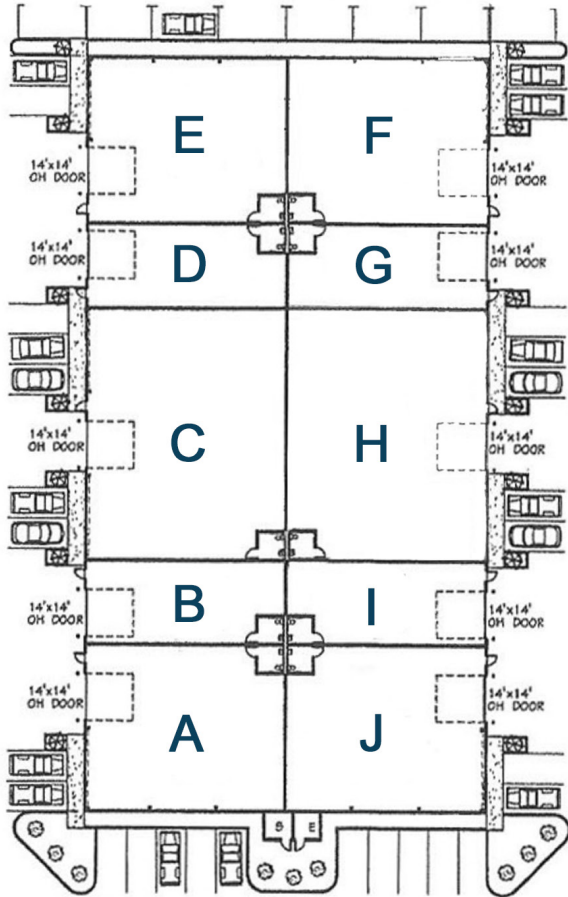 E
F
14'x14'
OH DOOR
14'x14'
OH DOOR
14'x14'
OH DOOR
D
G
14'x14'
OH DOOR
C
H
14'x14'
OH DOOR
14'x14'
OH DOOR
B
I
14'x14'
OH DOOR
14'x14'
OH DOOR
14'x14'
OH DOOR
14'x14'
OH DOOR
A
J
S
E